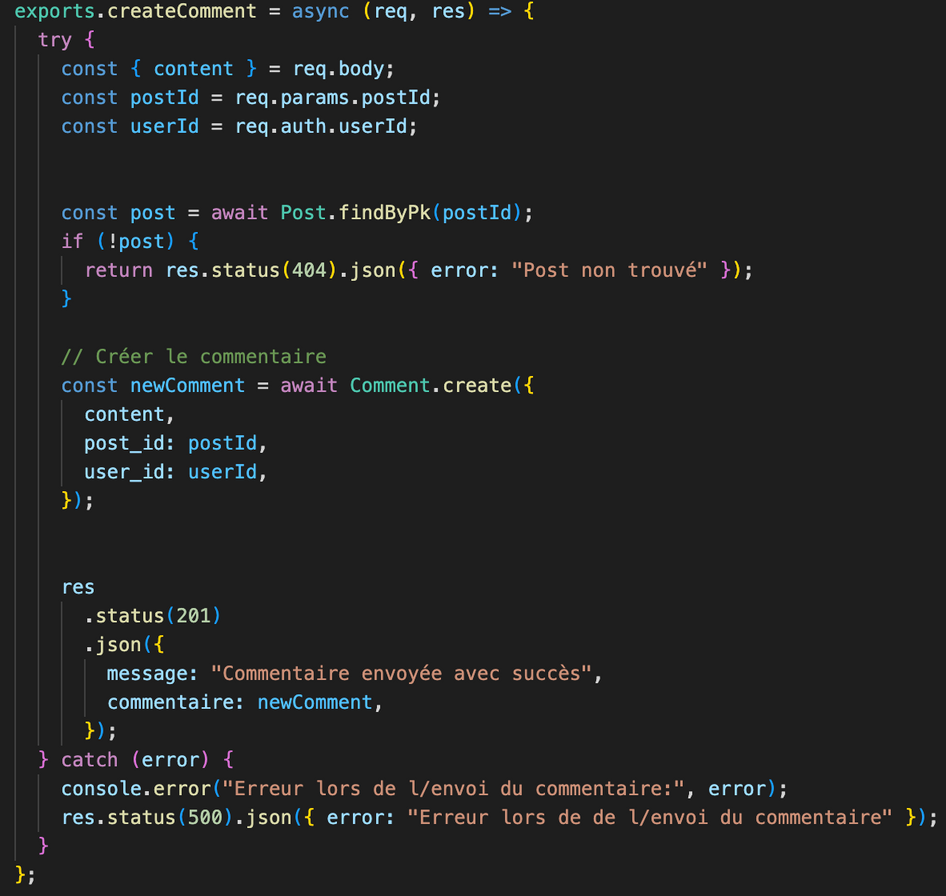 exports.createComment = async (req, res) => {
try {
const { content } = req.body;
const postId = req.params.postId;
const userId = req.auth.userId;
const post = await Post.findByPk(postId);
if (!post) {
return res.status(404).json({ error: "Post non trouvé" });
}
// Créer le commentaire
const newComment = await Comment.create({
content,
post_id: postId,
user_id: userId,
});
res
.status(201)
.json({
message: "Commentaire envoyée avec succès",
commentaire: newComment,
});
} catch (error) {
console.error("Erreur lors de l/envoi du commentaire:", error);
res.status(500).json({ error: "Erreur lors de de l/envoi du commentaire" });
}
};